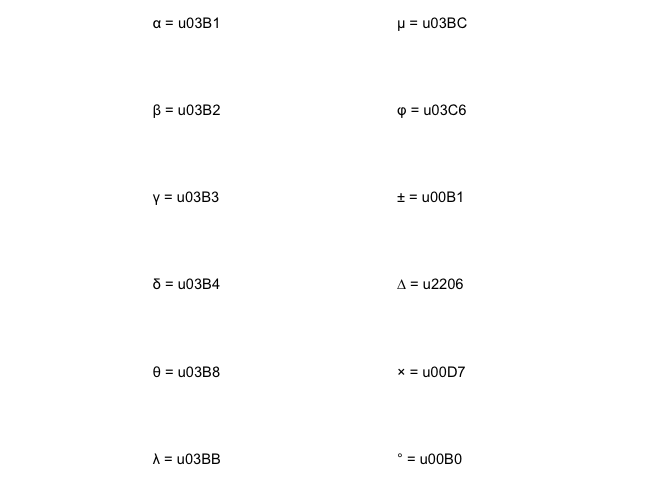 α = u03B1
β = u03B2
γ = u03B3
δ = u03B4
θ = u03B8
λ = u03BB
μ = u03BC
φ = u03C6
± = u00B1
∆ = u2206
× = u00D7
° = u00B0